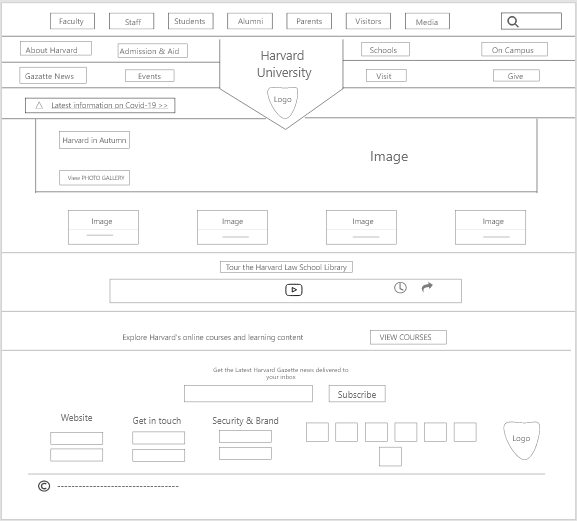 Faculty
Staff
Students
Alumni
Parents
Visitors
Media
About Harvard
Admission & Aid
Harvard
University
Schools
On Campus
Gazatte News
Events
Visit
Give
Logo
Latest information on Covid-19 >>
Harvard in Autumn
Image
View PHOTO GALLERY
Image
Image
Image
Image
Tour the Harvard Law School Library
Explore Harvard's online courses and learning content
VIEW COURSES
Get the Latest Harvard Gazette news delivered to
your inbox
Subscribe
Website
Get in touch
Security & Brand
Logo
©